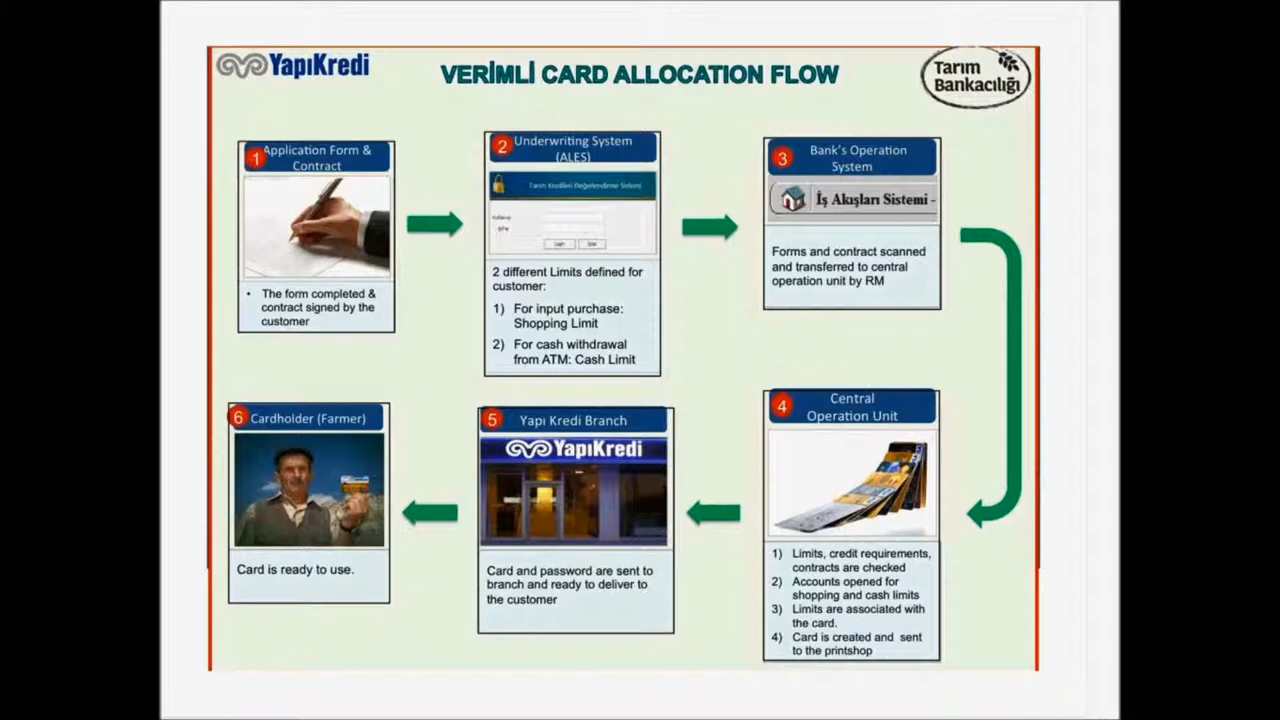 YapıKredi
VERİMLİ CARD ALLOCATION FLOW
Tarım
Bankacılığı
1
Application Form &
Contract
• The form completed &
contract signed by the
customer
2
Underwriting System
(ALES)
Tarım Kredileri Değerlendirme Sistemi
2 different Limits defined for
customer:
1) For input purchase:
Shopping Limit
2) For cash withdrawal
from ATM: Cash Limit
3
Bank's Operation
System
İş Akışları Sistemi -
Forms and contract scanned
and transferred to central
operation unit by RM
4
Central
Operation Unit
1) Limits, credit requirements,
contracts are checked
2) Accounts opened for
shopping and cash limits
3) Limits are associated with
the card.
4) Card is created and sent
to the printshop
5
Yapı Kredi Branch
YapıKredi
Card and password are sent to
branch and ready to deliver to
the customer
6
Cardholder (Farmer)
Card is ready to use.